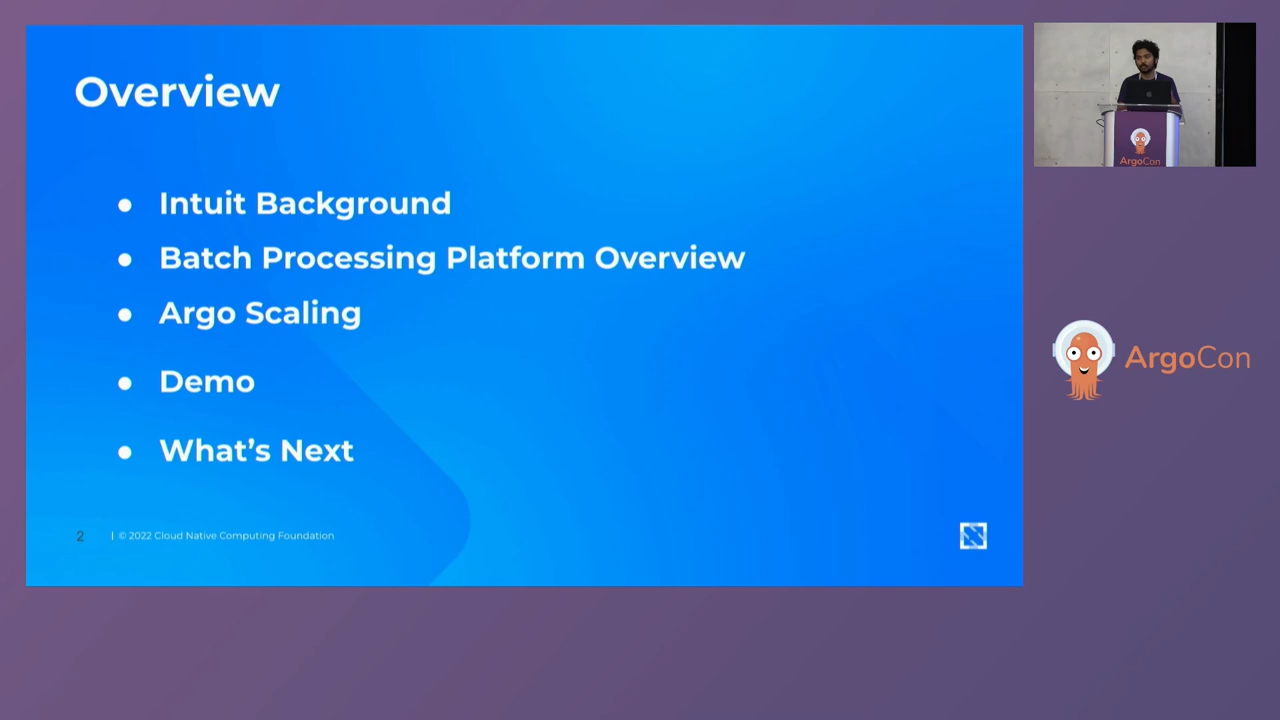 Overview
● Intuit Background
● Batch Processing Platform Overview
● Argo Scaling
● Demo
● What's Next
2 | © 2022 Cloud Native Computing Foundation
ArgoCon
ArgoCon